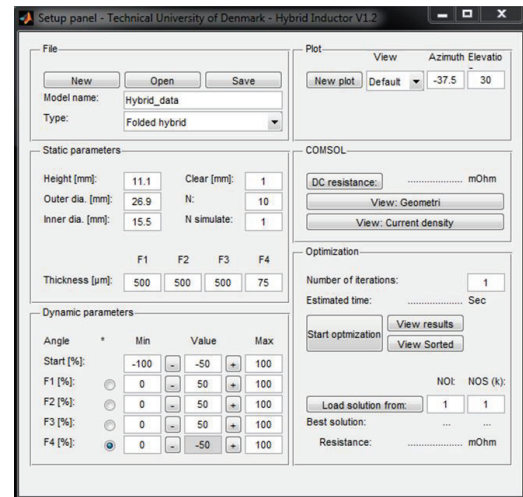 Setup panel - Technical University of Denmark - Hybrid Inductor V1.2
File
New Open Save
Model name: Hybrid_data
Type: Folded hybrid
Plot
View Azimuth Elevatio
New plot Default -37.5 30
Static parameters
Height [mm]: 11.1 Clear [mm]: 1
Outer dia. [mm]: 26.9 N: 10
Inner dia. [mm]: 15.5 N simulate: 1
F1 F2 F3 F4
Thickness [µm]: 500 500 500 75
COMSOL
DC resistance: .................... mOhm
View: Geometri
View: Current density
Dynamic parameters
Angle * Min Value Max
Start [%]: -100 - -50 + 100
F1 [%]: 0 - 50 + 100
F2 [%]: 0 - 50 + 100
F3 [%]: 0 - 50 + 100
F4 [%]: 0 - -50 + 100
Optimization
Number of iterations: 1
Estimated time: .................... Sec
Start optmization View results
View Sorted
NOI: NOS (k):
Load solution from: 1 1
Best solution: ... ...
Resistance: .................... mOhm